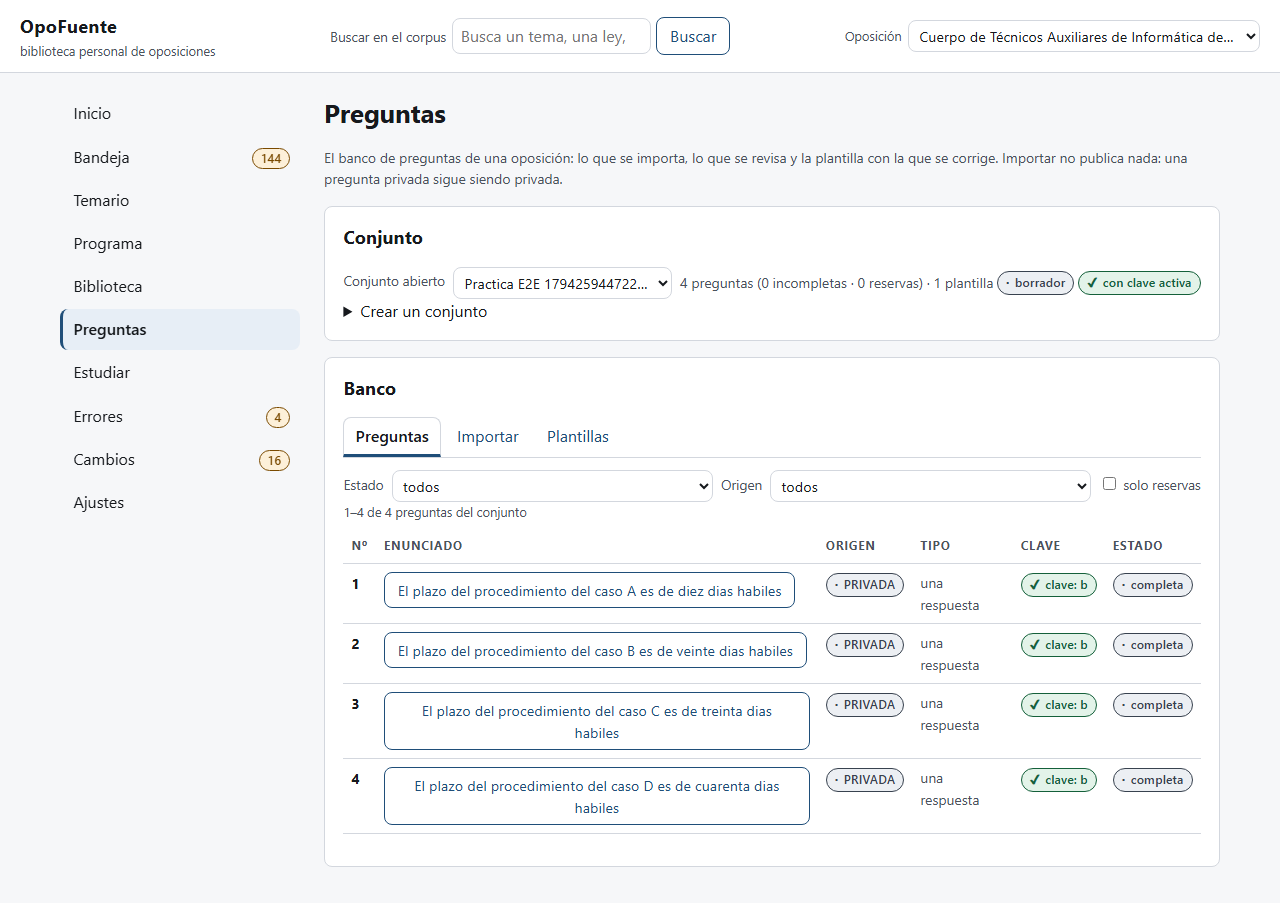 OpoFuente
biblioteca personal de oposiciones
Buscar en el corpus
Busca un tema, una ley,
Buscar
Oposición
Cuerpo de Técnicos Auxiliares de Informática de...
Inicio
Bandeja 144
Temario
Programa
Biblioteca
Preguntas
Estudiar
Errores 4
Cambios 16
Ajustes
Preguntas
El banco de preguntas de una oposición: lo que se importa, lo que se revisa y la plantilla con la que se corrige. Importar no publica nada: una
pregunta privada sigue siendo privada.
Conjunto
Conjunto abierto Practica E2E 179425944722... 4 preguntas (0 incompletas · 0 reservas) · 1 plantilla · borrador ✔ con clave activa
▶ Crear un conjunto
Banco
Preguntas Importar Plantillas
Estado todos Origen todos solo reservas
1–4 de 4 preguntas del conjunto
Nº ENUNCIADO ORIGEN TIPO CLAVE ESTADO
1 El plazo del procedimiento del caso A es de diez dias habiles · PRIVADA una respuesta ✔ clave: b · completa
2 El plazo del procedimiento del caso B es de veinte dias habiles · PRIVADA una respuesta ✔ clave: b · completa
3 El plazo del procedimiento del caso C es de treinta dias habiles · PRIVADA una respuesta ✔ clave: b · completa
4 El plazo del procedimiento del caso D es de cuarenta dias habiles · PRIVADA una respuesta ✔ clave: b · completa